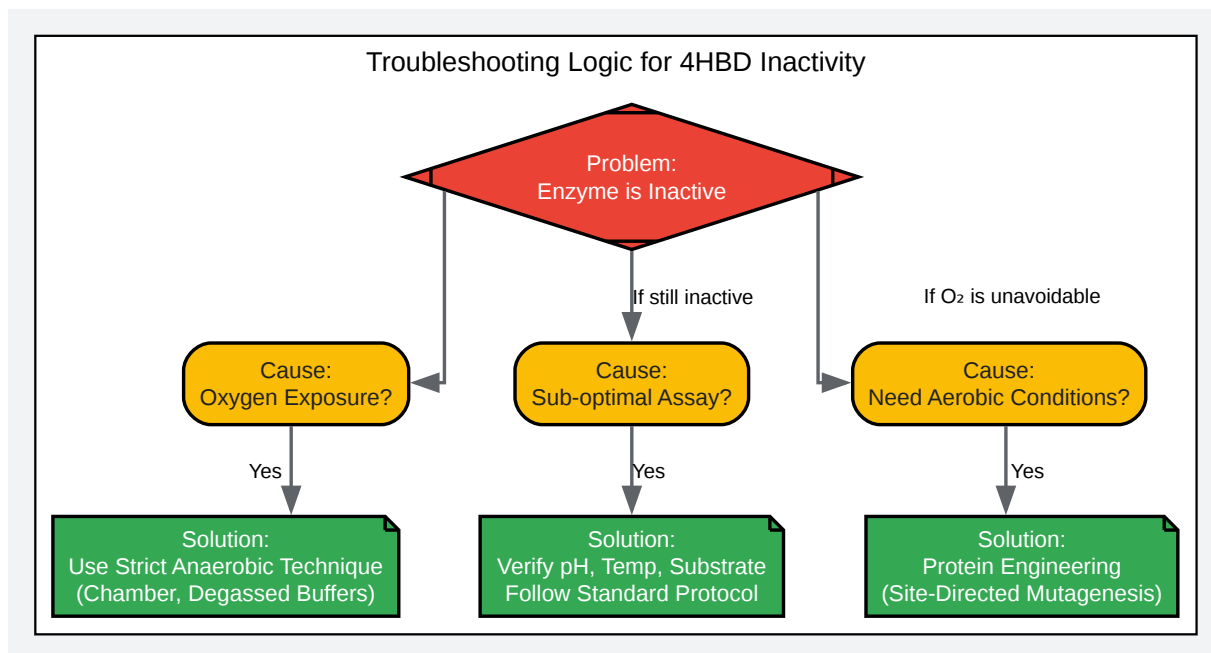 Troubleshooting Logic for 4HBD Inactivity
Problem:
Enzyme is Inactive
If still inactive
If O₂ is unavoidable
Cause:
Oxygen Exposure?
Cause:
Sub-optimal Assay?
Cause:
Need Aerobic Conditions?
Yes
Yes
Yes
Solution:
Use Strict Anaerobic Technique
(Chamber, Degassed Buffers)
Solution:
Verify pH, Temp, Substrate
Follow Standard Protocol
Solution:
Protein Engineering
(Site-Directed Mutagenesis)